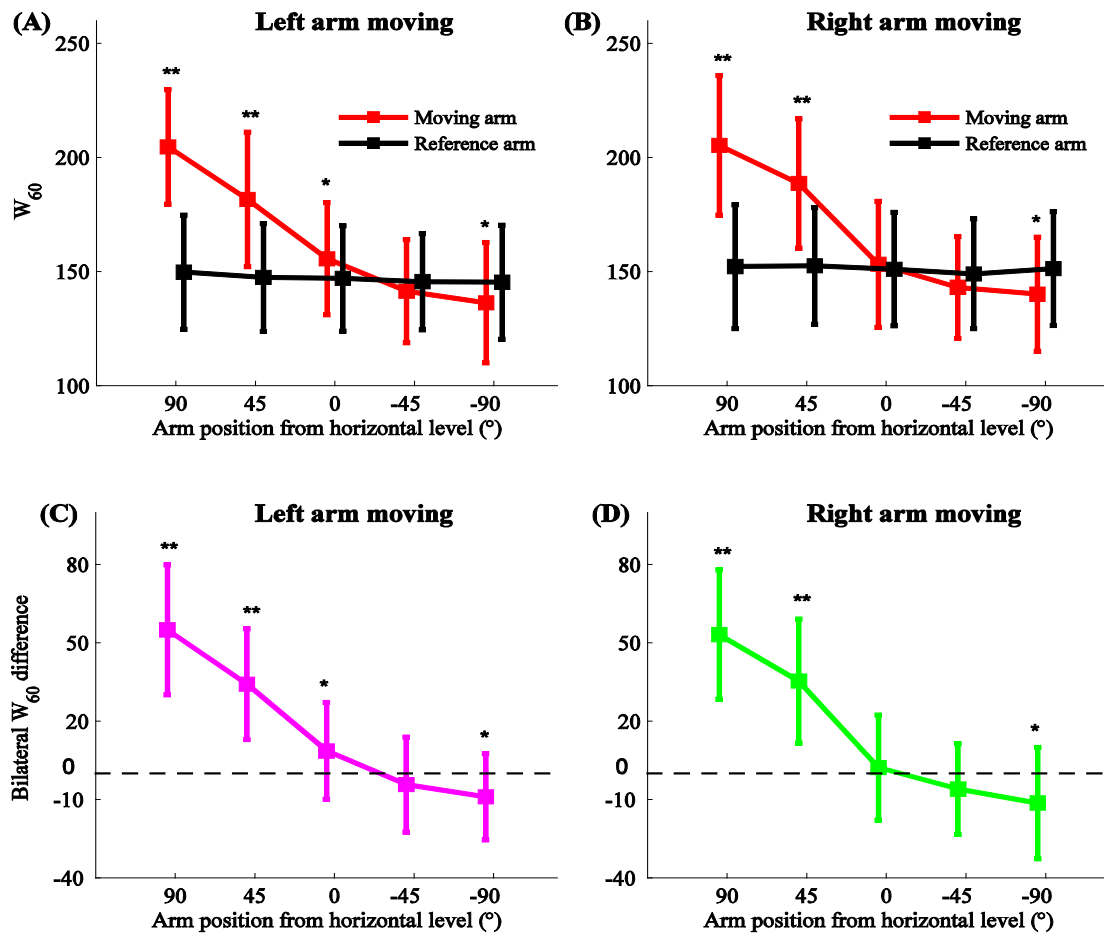 (A) Left arm moving
250
200
150
100
W60
** ** * *
Moving arm
Reference arm
90 45 0 -45 -90
Arm position from horizontal level (°)
(B) Right arm moving
250
200
150
100
** ** *
Moving arm
Reference arm
90 45 0 -45 -90
Arm position from horizontal level (°)
(C) Left arm moving
80
50
20
0
-10
-40
Bilateral W60 difference
** ** * *
90 45 0 -45 -90
Arm position from horizontal level (°)
(D) Right arm moving
80
50
20
0
-10
-40
** ** *
90 45 0 -45 -90
Arm position from horizontal level (°)